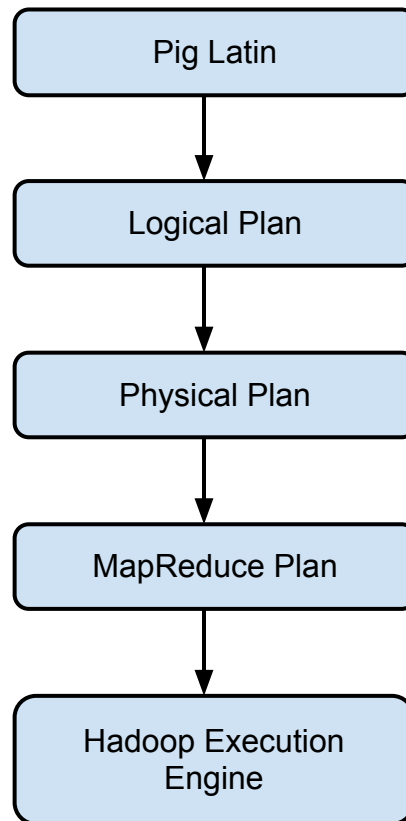 Pig Latin
Logical Plan
Physical Plan
MapReduce Plan
Hadoop Execution
Engine